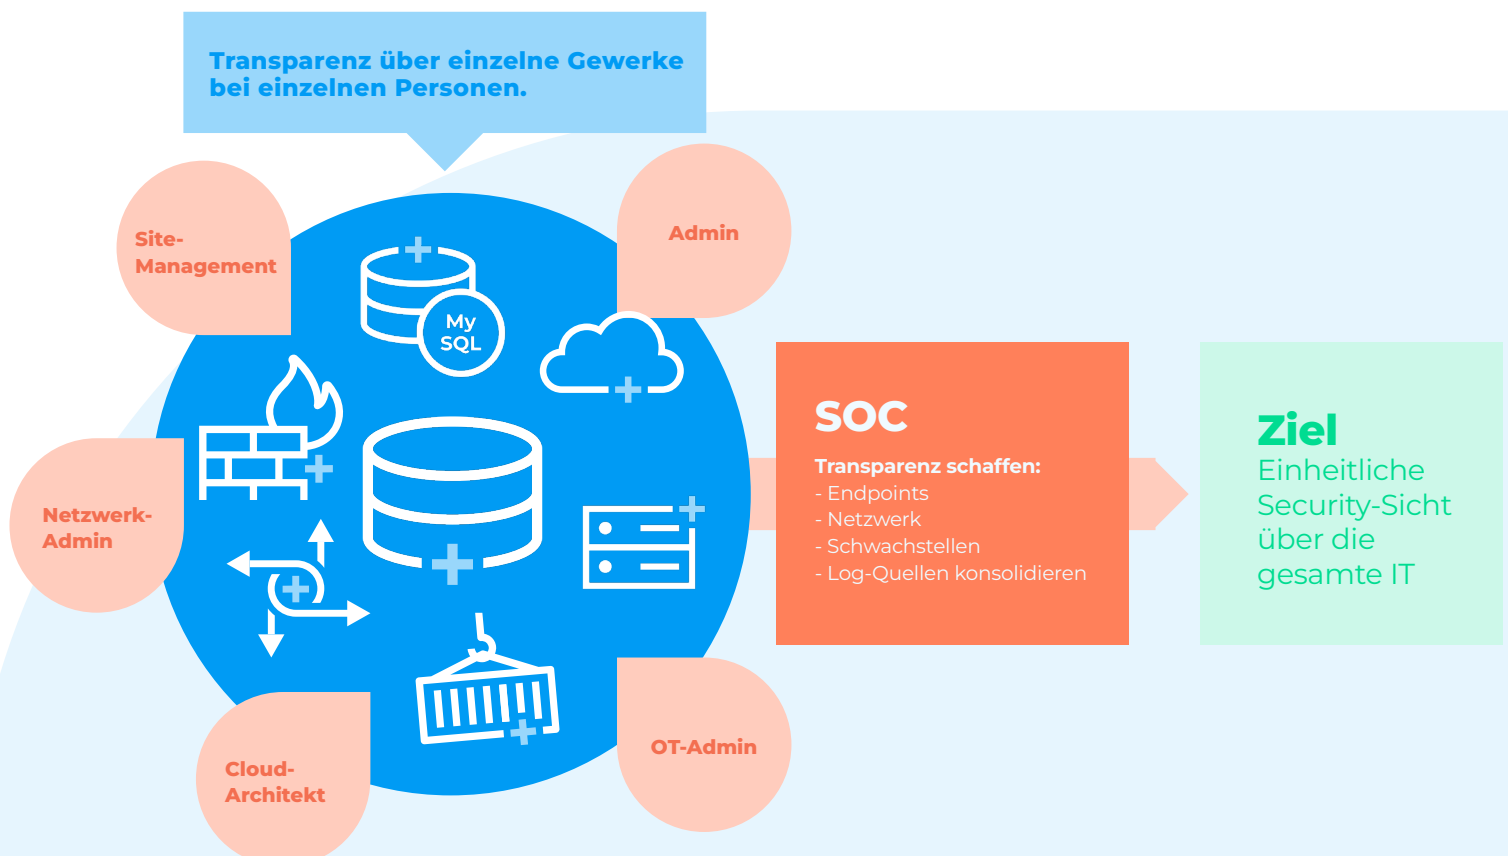 Transparenz über einzelne Gewerke
bei einzelnen Personen.
Site-
Management
Admin
My
SQL
Netzwerk-
Admin
Cloud-
Architekt
OT-Admin
SOC
Transparenz schaffen:
- Endpoints
- Netzwerk
- Schwachstellen
- Log-Quellen konsolidieren
Ziel
Einheitliche
Security-Sicht
über die
gesamte IT